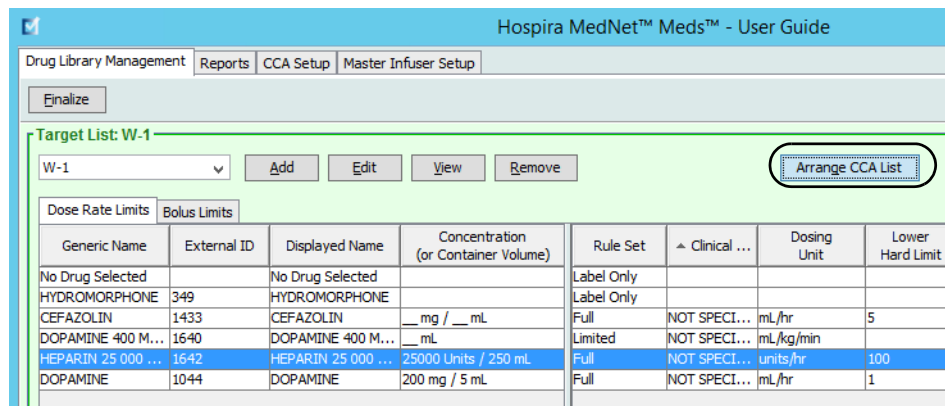 Hospira MedNet™ Meds™ - User Guide
Drug Library Management Reports CCA Setup Master Infuser Setup
Finalize
Target List: W-1
W-1 Add Edit View Remove Arrange CCA List
Dose Rate Limits Bolus Limits
Generic Name External ID Displayed Name Concentration (or Container Volume) Rule Set Clinical ... Dosing Unit Lower Hard Limit
No Drug Selected No Drug Selected Label Only
HYDROMORPHONE 349 HYDROMORPHONE Label Only
CEFAZOLIN 1433 CEFAZOLIN __ mg / __ mL Full NOT SPECI... mL/hr 5
DOPAMINE 400 M... 1640 DOPAMINE 400 M... __ mL Limited NOT SPECI... mL/kg/min
HEPARIN 25 000 ... 1642 HEPARIN 25 000 ... 25000 Units / 250 mL Full NOT SPECI... units/hr 100
DOPAMINE 1044 DOPAMINE 200 mg / 5 mL Full NOT SPECI... mL/hr 1